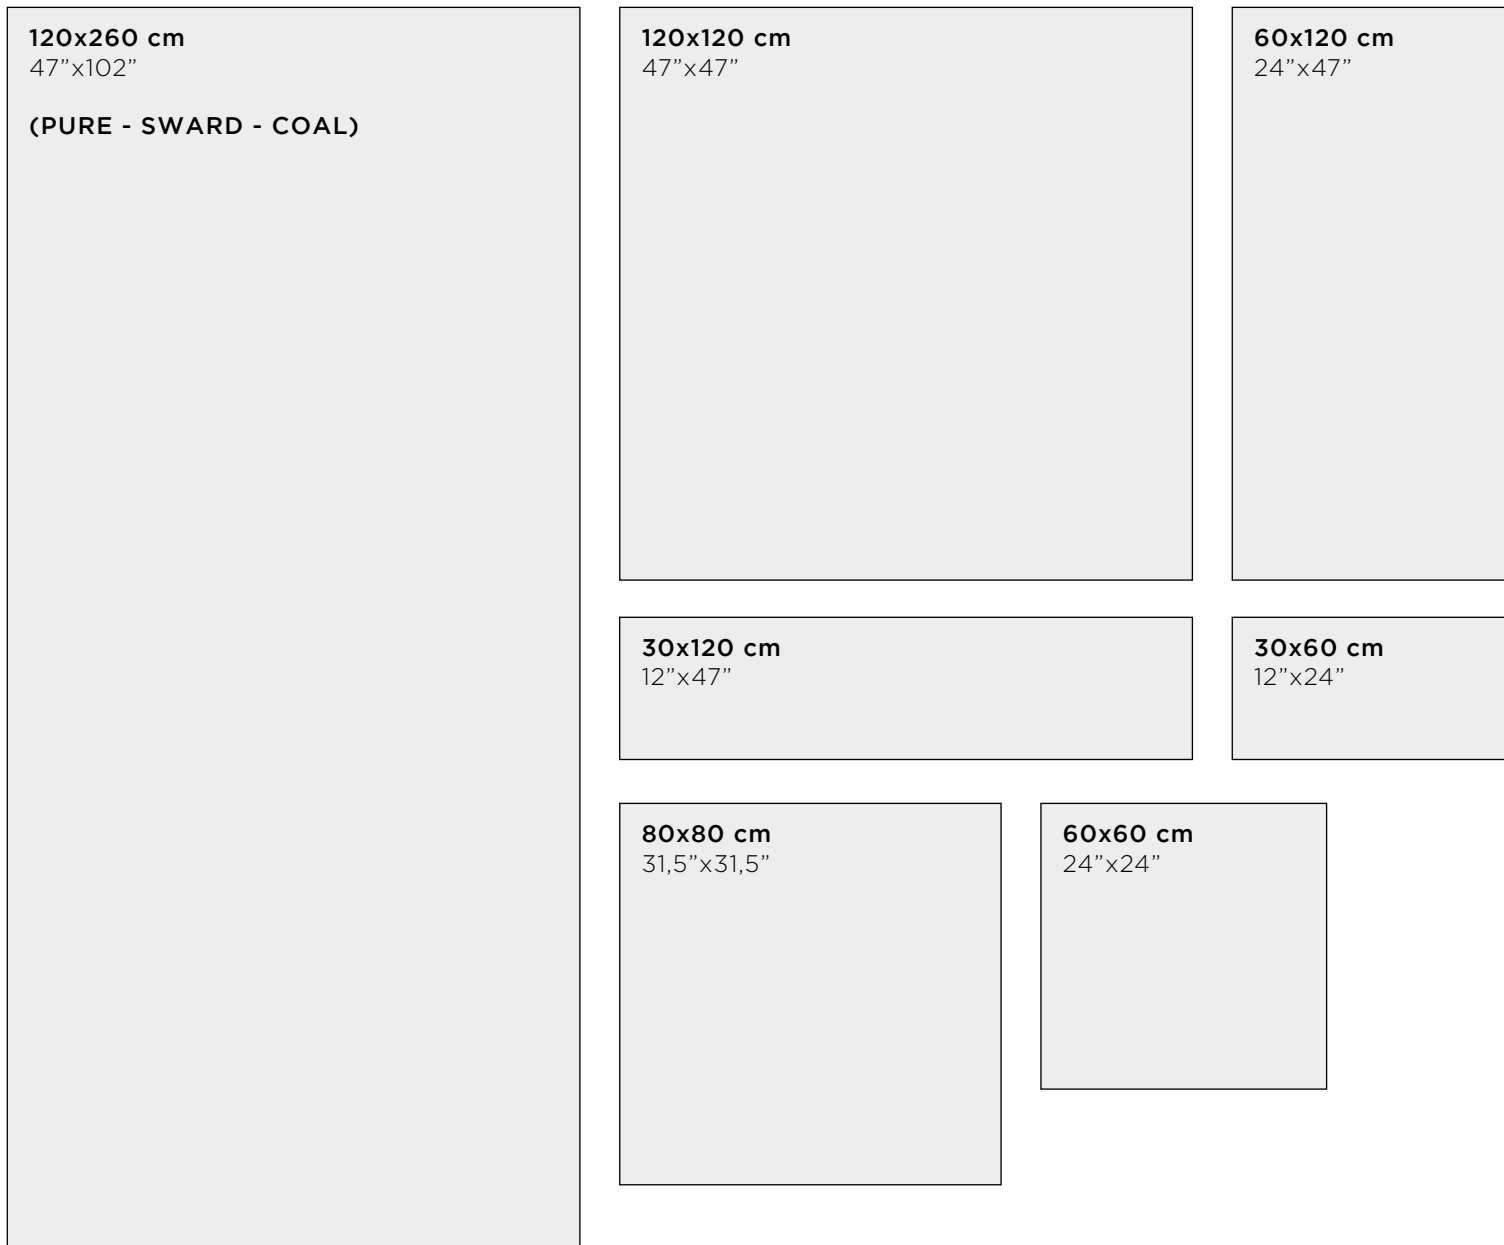 120x260 cm
47”x102”
(PURE - SWARD - COAL)
120x120 cm
47”x47”
60x120 cm
24”x47”
30x120 cm
12”x47”
30x60 cm
12”x24”
80x80 cm
31,5”x31,5”
60x60 cm
24”x24”